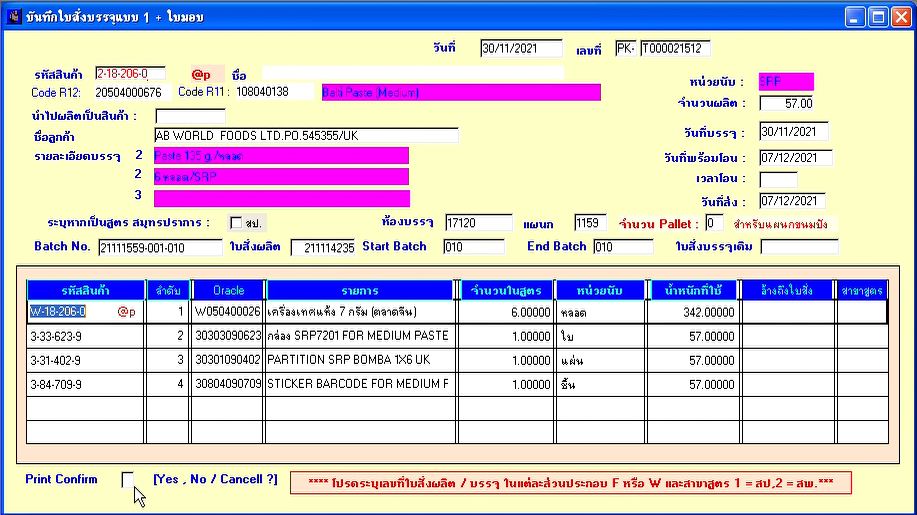 บันทึกใบสั่งบรรจุแบบ 1 + ใบมอบ
วันที่ 30/11/2021 เลขที่ PK- T000021512
รหัสสินค้า 2-18-206-0 @p ชื่อ
หน่วยนับ : SRP
Code R12: 20504000676 Code R11 : 108040138 Balti Paste (Medium)
จำนวนผลิต : 57.00
นำไปผลิตเป็นสินค้า :
ชื่อลูกค้า AB WORLD FOODS LTD.PO.545355/UK
วันที่บรรจุ : 30/11/2021
รายละเอียดบรรจุ 2 Paste 135 g./หลอด
วันที่พร้อมโอน : 07/12/2021
2 6 หลอด/SRP
เวลาโอน :
3
วันที่ส่ง : 07/12/2021
ระบุหากเป็นสูตร สมุทรปราการ : สป. ห้องบรรจุ 17120 แผนก 1159 จำนวน Pallet : 0 สำหรับแผนกขนมปัง
Batch No. 21111559-001-010 ใบสั่งผลิต 211114235 Start Batch 010 End Batch 010 ใบสั่งบรรจุเดิม
รหัสสินค้า ลำดับ Oracle รายการ จำนวนในสูตร หน่วยนับ น้ำหนักที่ใช้ อ้างถึงใบสั่ง สาขาสูตร
W-18-206-0 @p 1 W050400026 เครื่องเทศแห้ง 7 กรัม (ตลาดจีน) 6.00000 หลอด 342.00000
3-33-623-9 2 30303090623 กล่อง SRP7201 FOR MEDIUM PASTE 1.00000 ใบ 57.00000
3-31-402-9 3 30301090402 PARTITION SRP BOMBA 1X6 UK 1.00000 แผ่น 57.00000
3-84-709-9 4 30804090709 STICKER BARCODE FOR MEDIUM F 1.00000 ชิ้น 57.00000
Print Confirm [Yes , No / Cancell ?] **** โปรดระบุเลขที่ใบสั่งผลิต / บรรจุ ในแต่ละส่วนประกอบ F หรือ W และสาขาสูตร 1 = สป,2 = สพ.***